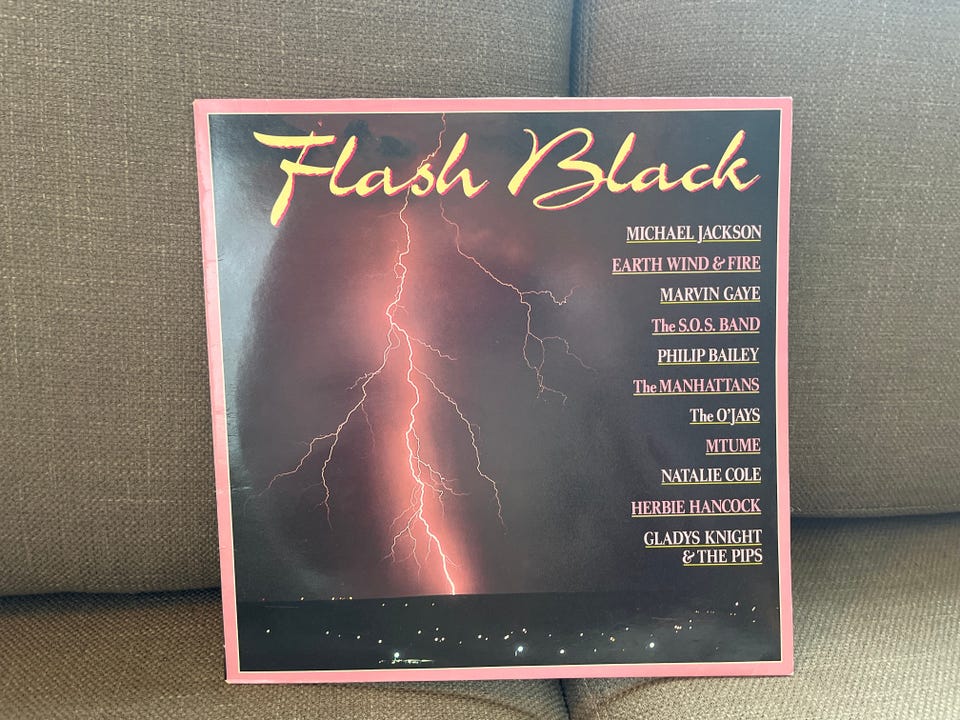 Flash Black
MICHAEL JACKSON
EARTH WIND & FIRE
MARVIN GAYE
The S.O.S. BAND
PHILIP BAILEY
The MANHATTANS
The O'JAYS
MTUME
NATALIE COLE
HERBIE HANCOCK
GLADYS KNIGHT
& THE PIPS